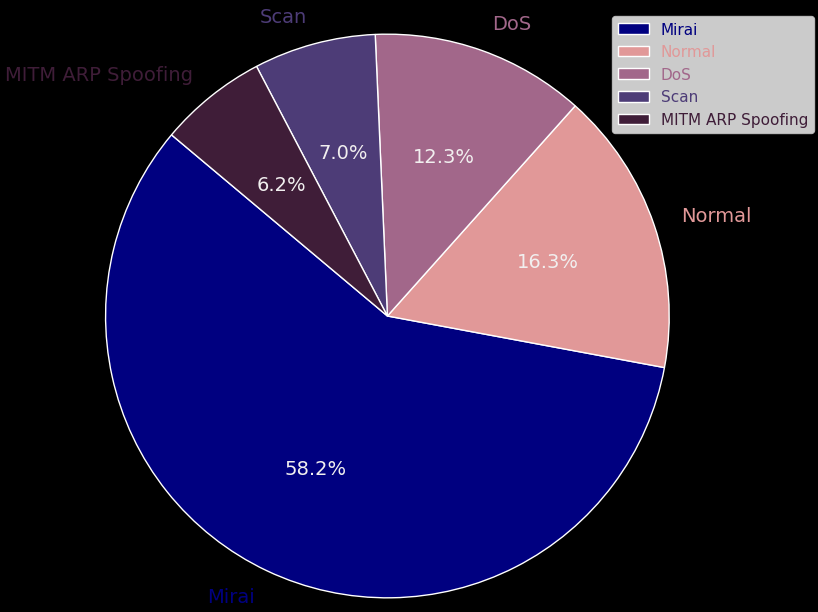 Scan
DoS
MITM ARP Spoofing
Normal
Mirai
7.0%
12.3%
6.2%
16.3%
58.2%
Mirai
Normal
DoS
Scan
MITM ARP Spoofing